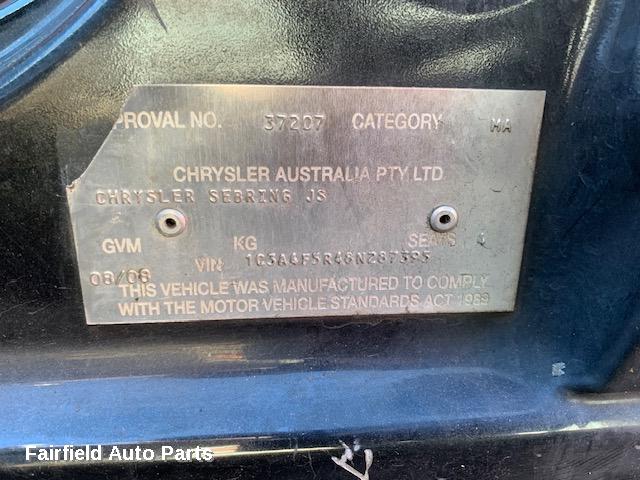 PROVAL NO. 37207 CATEGORY MA
CHRYSLER AUSTRALIA PTY LTD
CHRYSLER SEBRING JS
GVM KG SEATS 4
08/08 VIN 1C3A4F5R48N287395
THIS VEHICLE WAS MANUFACTURED TO COMPLY
WITH THE MOTOR VEHICLE STANDARDS ACT 1989
Fairfield Auto Parts